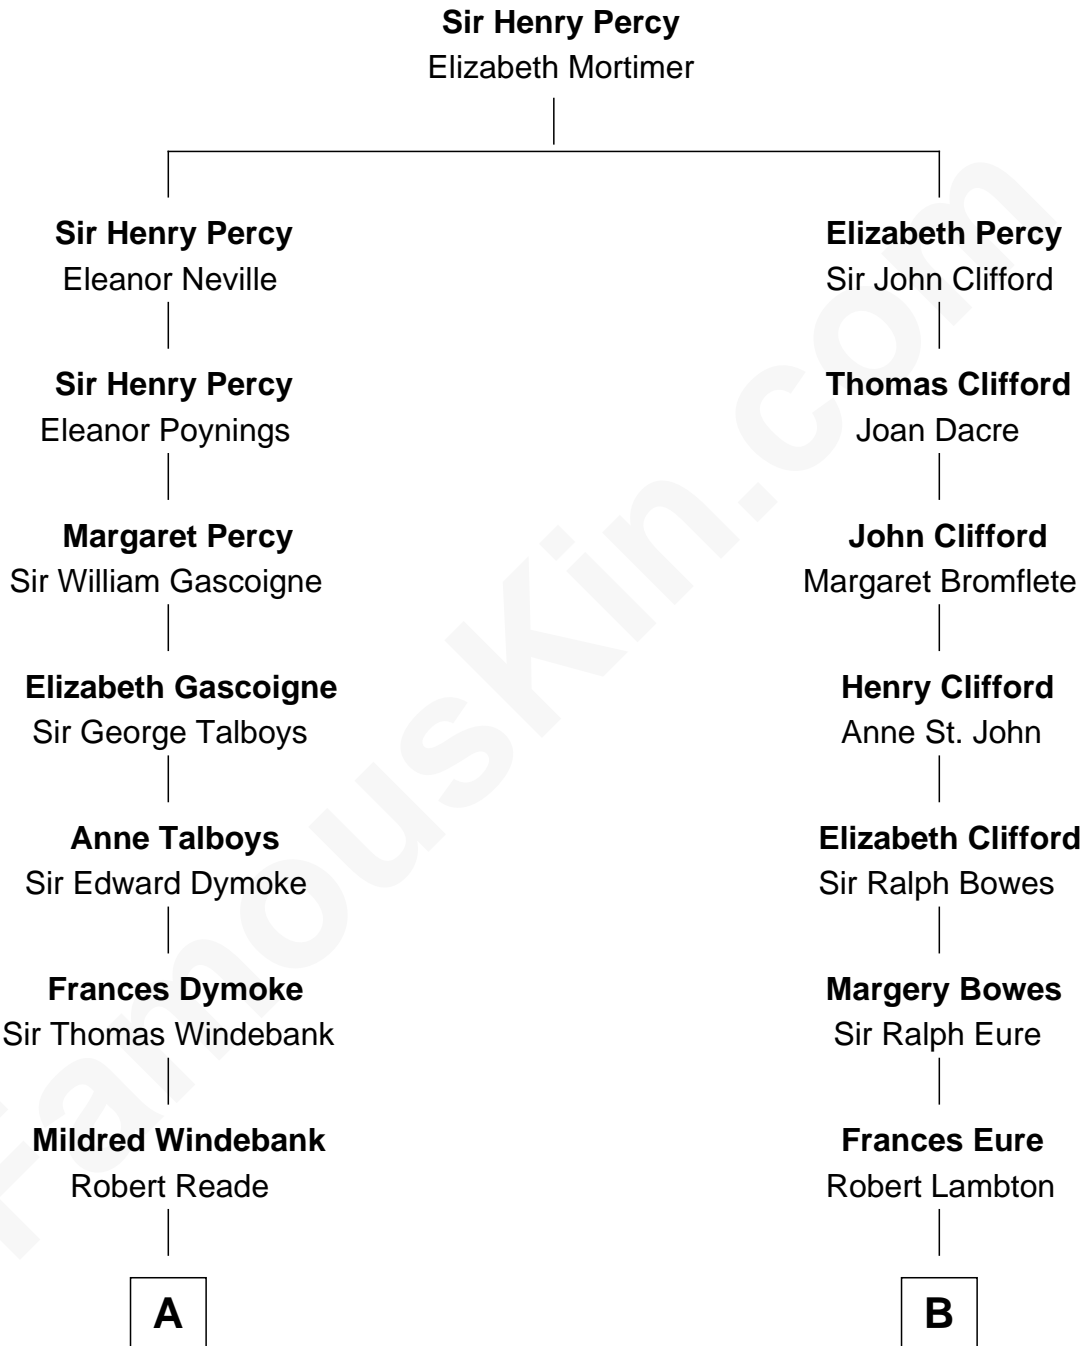 Sir Henry Percy
Elizabeth Mortimer
Sir Henry Percy
Eleanor Neville
Elizabeth Percy
Sir John Clifford
Sir Henry Percy
Eleanor Poynings
Thomas Clifford
Joan Dacre
Margaret Percy
Sir William Gascoigne
John Clifford
Margaret Bromflete
Elizabeth Gascoigne
Sir George Talboys
Henry Clifford
Anne St. John
Anne Talboys
Sir Edward Dymoke
Elizabeth Clifford
Sir Ralph Bowes
Frances Dymoke
Sir Thomas Windebank
Margery Bowes
Sir Ralph Eure
Mildred Windebank
Robert Reade
Frances Eure
Robert Lambton
A
B
FamousKin.com